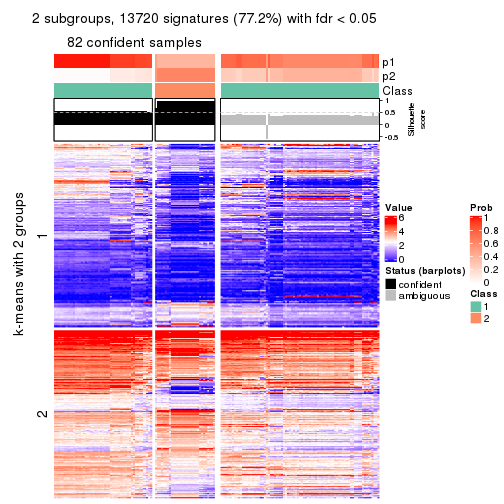 2 subgroups, 13720 signatures (77.2%) with fdr < 0.05
82 confident samples
p1
p2
Class
1
0.5
0
-0.5
Silhouette
score
k-means with 2 groups
1
2
Value
6
4
2
0
Status (barplots)
confident
ambiguous
Prob
1
0.8
0.6
0.4
0.2
0
Class
1
2